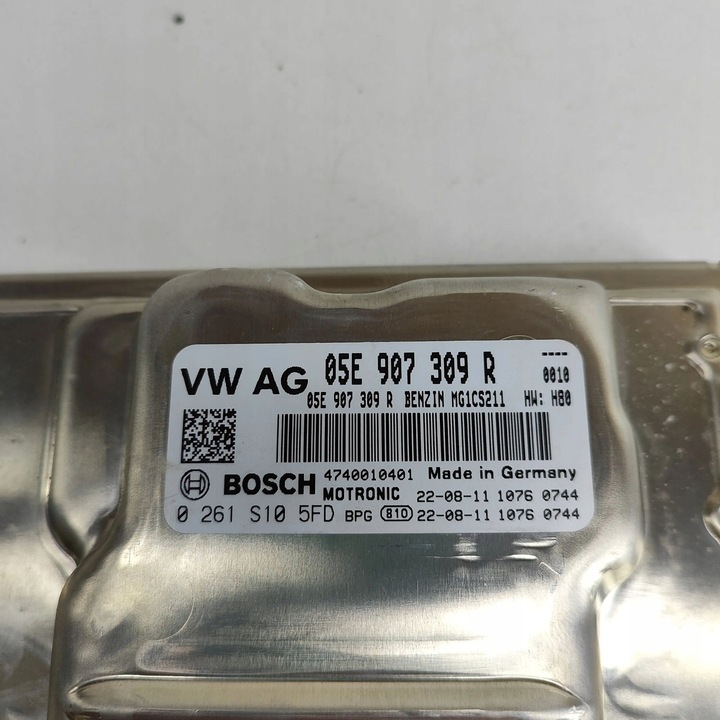 VW AG 05E 907 309 R ----
0010
05E 907 309 R BENZIN MG1CS211 HW: H80
BOSCH 4740010401 Made in Germany
MOTRONIC 22-08-11 1076 0744
0 261 S10 5FD BPG 810 22-08-11 1076 0744